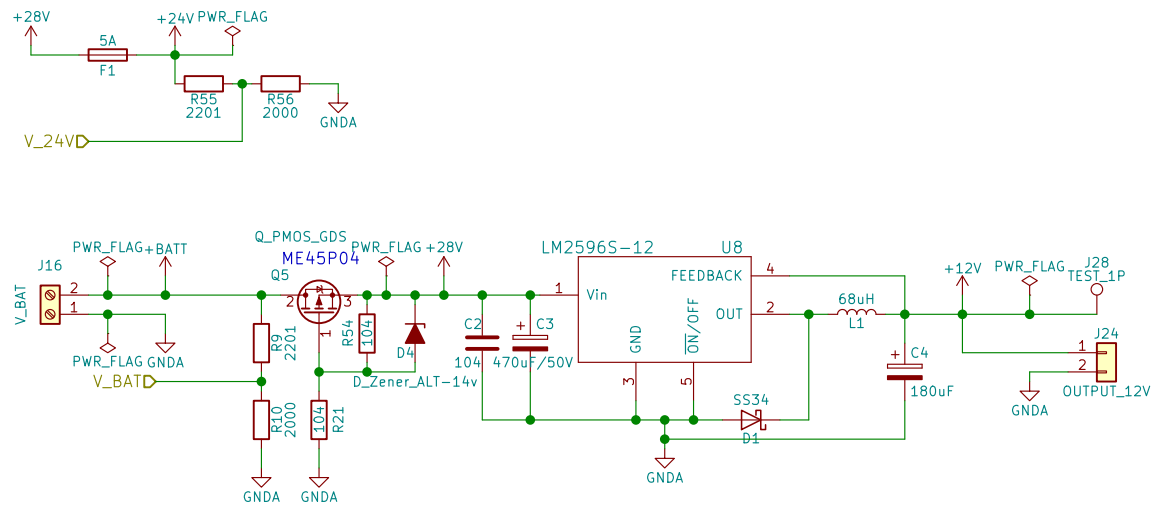 +28V
+24V
PWR_FLAG
5A
F1
R55
2201
R56
2000
GNDA
V_24V
Q_PMOS_GDS
ME45P04
Q5
PWR_FLAG
+BATT
PWR_FLAG
+28V
LM2596S-12
U8
J16
V_BAT
2
1
2
3
1
1
Vin
FEEDBACK
4
OUT
2
GND
ON/OFF
3
5
68uH
L1
+12V
PWR_FLAG
J28
TEST_1P
PWR_FLAG
GNDA
V_BAT
R9
2201
R10
2000
GNDA
R54
104
R21
104
GNDA
D4
D_Zener_ALT-14v
C2
104
C3
470uF/50V
SS34
D1
GNDA
C4
180uF
J24
1
2
OUTPUT_12V
GNDA